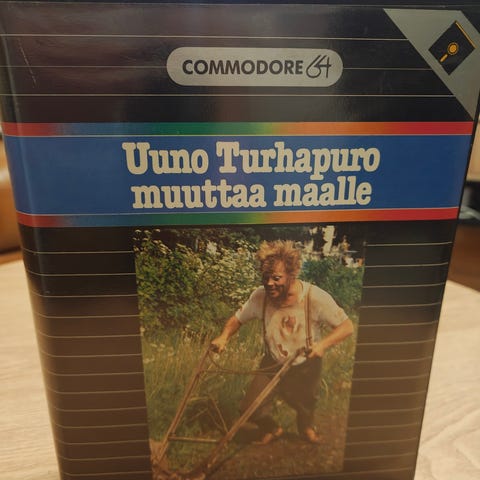 COMMODORE 64
Uuno Turhapuro
muuttaa maalle